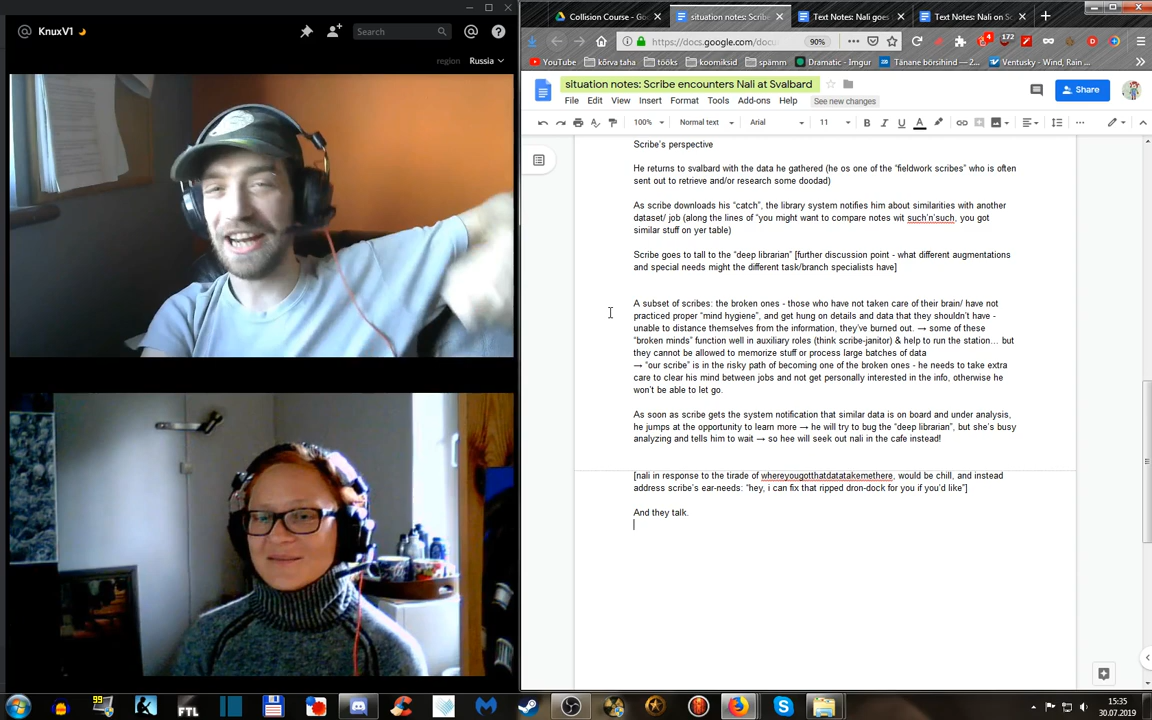 KnuxV1
Search
region Russia
Collision Course - Goo
situation notes: Scribe
Text Notes: Nali goes
Text Notes: Nali on Sc
https://docs.google.com/docu
90%
4
172
YouTube
kõrva taha
tööks
koomiksid
spämm
Dramatic - Imgur
Tänane börsihind — 2...
Ventusky - Wind, Rain ...
situation notes: Scribe encounters Nali at Svalbard
Share
File Edit View Insert Format Tools Add-ons Help See new changes
100% Normal text Arial 11
Scribe's perspective
He returns to svalbard with the data he gathered (he os one of the "fieldwork scribes" who is often
sent out to retrieve and/or research some doodad)
As scribe downloads his "catch", the library system notifies him about similarities with another
dataset/ job (along the lines of "you might want to compare notes wit such'n'such, you got
similar stuff on yer table)
Scribe goes to tall to the "deep librarian" [further discussion point - what different augmentations
and special needs might the different task/branch specialists have]
A subset of scribes: the broken ones - those who have not taken care of their brain/ have not
practiced proper "mind hygiene", and get hung on details and data that they shouldn't have -
unable to distance themselves from the information, they've burned out. → some of these
"broken minds" function well in auxiliary roles (think scribe-janitor) & help to run the station... but
they cannot be allowed to memorize stuff or process large batches of data
→ "our scribe" is in the risky path of becoming one of the broken ones - he needs to take extra
care to clear his mind between jobs and not get personally interested in the info, otherwise he
won't be able to let go.
As soon as scribe gets the system notification that similar data is on board and under analysis,
he jumps at the opportunity to learn more → he will try to bug the "deep librarian", but she's busy
analyzing and tells him to wait → so hee will seek out nali in the cafe instead!
[nali in response to the tirade of whereyougotthatdatatakemethere, would be chill, and instead
address scribe's ear-needs: "hey, i can fix that ripped dron-dock for you if you'd like"]
And they talk.
99
FTL
15:35
30.07.2019